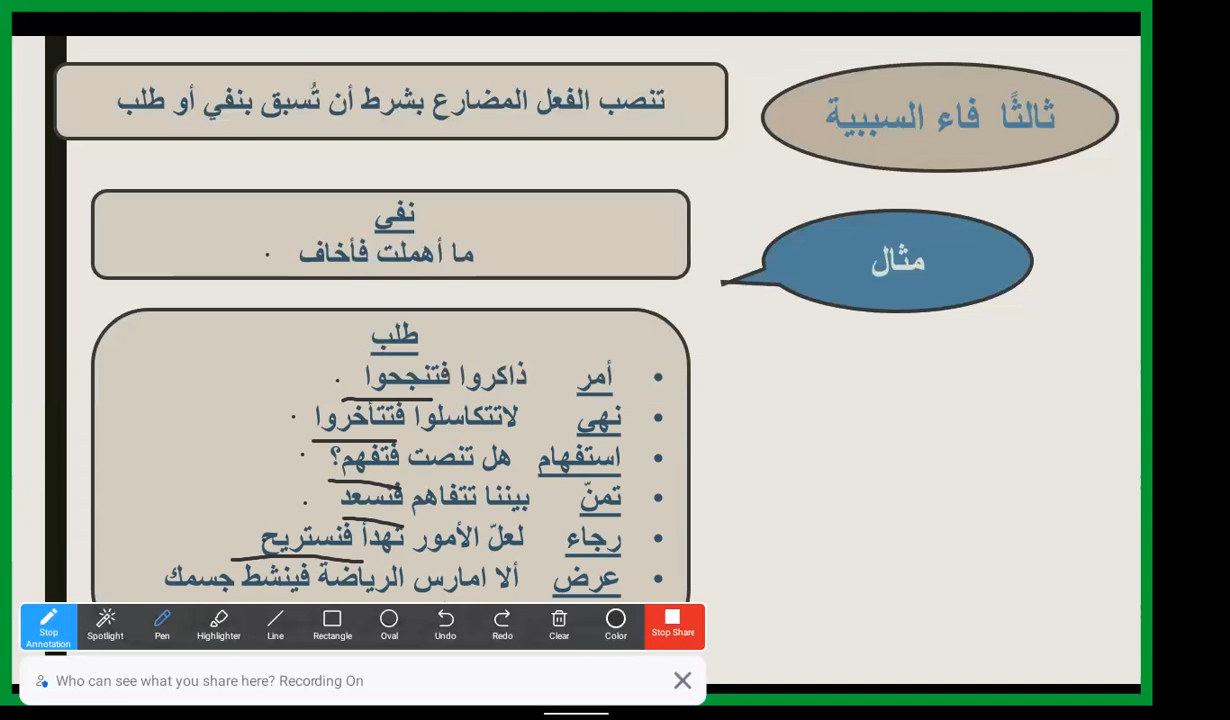 ثالثًا فاء السببية
تنصب الفعل المضارع بشرط أن تُسبق بنفي أو طلب
مثال
نفي
ما أهملت فأخاف .
طلب
• أمر ذاكروا فتنجحوا .
• نهي لاتتكاسلوا فتتأخروا .
• استفهام هل تنصت فتفهم؟ .
• تمنّ بيننا تتفاهم فنسعد .
• رجاء لعلّ الأمور تهدأ فنستريح
• عرض ألا امارس الرياضة فينشط جسمك
Stop Annotation
Spotlight
Pen
Highlighter
Line
Rectangle
Oval
Undo
Redo
Clear
Color
Stop Share
Who can see what you share here? Recording On